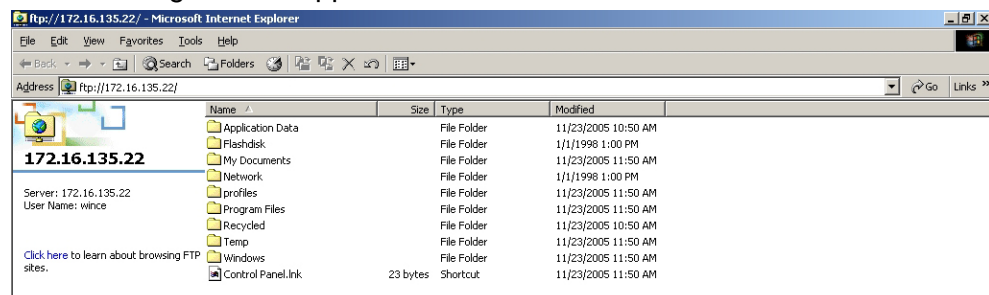 ftp://172.16.135.22/ - Microsoft Internet Explorer
File Edit View Favorites Tools Help
Back Search Folders
Address ftp://172.16.135.22/ Go Links »
Name Size Type Modified
Application Data File Folder 11/23/2005 10:50 AM
Flashdisk File Folder 1/1/1998 1:00 PM
172.16.135.22 My Documents File Folder 11/23/2005 11:50 AM
Network File Folder 1/1/1998 1:00 PM
Server: 172.16.135.22 profiles File Folder 11/23/2005 11:50 AM
User Name: wince Program Files File Folder 11/23/2005 11:50 AM
Recycled File Folder 11/23/2005 10:50 AM
Temp File Folder 11/23/2005 11:50 AM
Click here to learn about browsing FTP Windows File Folder 11/23/2005 11:50 AM
sites. Control Panel.lnk 23 bytes Shortcut 11/23/2005 11:50 AM